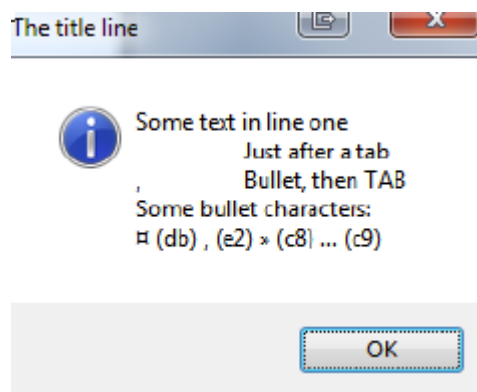 The title line
Some text in line one
Just after a tab
, Bullet, then TAB
Some bullet characters:
¤ (db) , (e2) » (c8) ... (c9)
OK